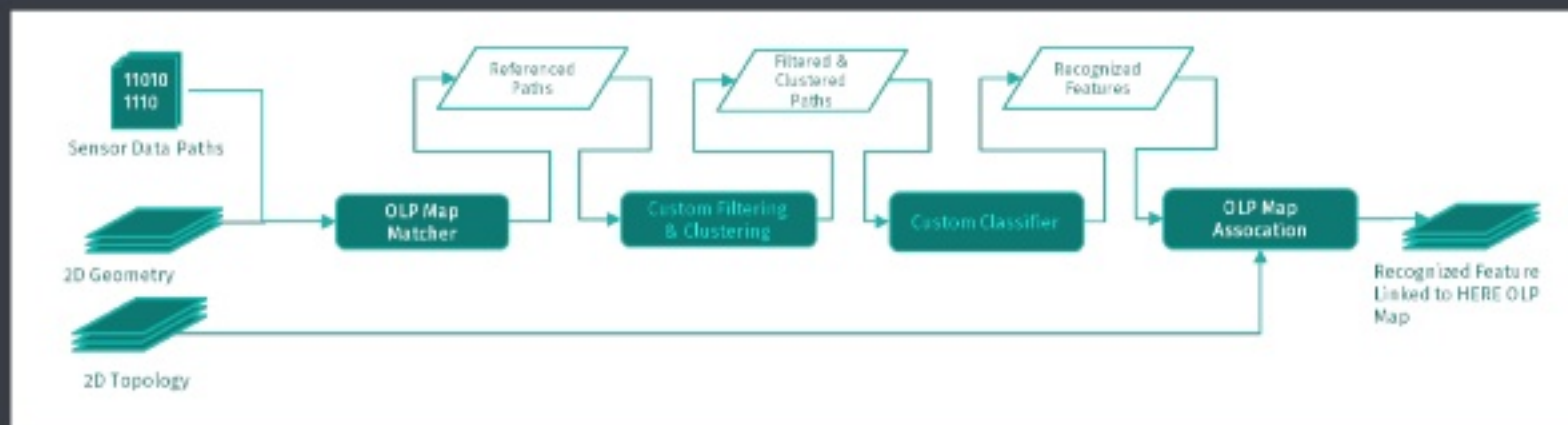 11010
1110
Sensor Data Paths
2D Geometry
2D Topology
OLP Map
Matcher
Referenced
Paths
Custom Filtering
& Clustering
Filtered &
Clustered
Paths
Custom Classifier
Recognized
Features
OLP Map
Assocation
Recognized Feature
Linked to HERE OLP
Map